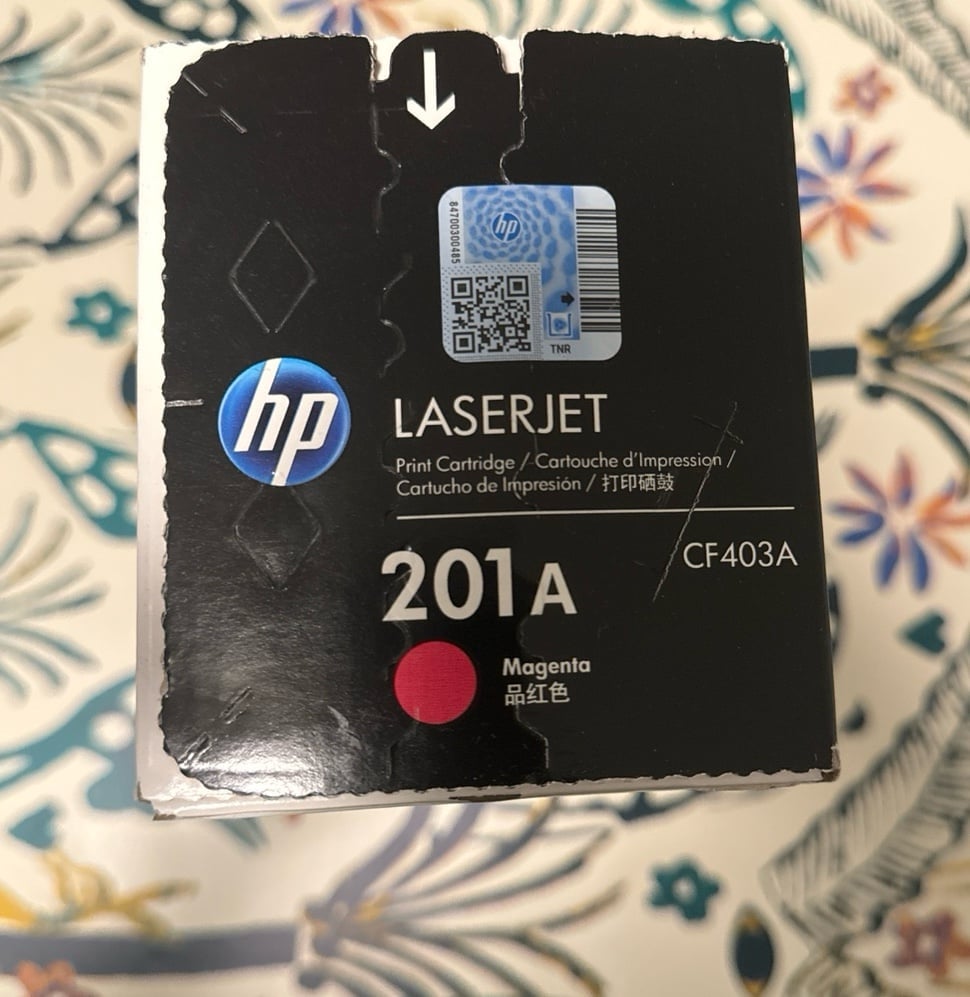 84700300485
hp
TNR
hp
LASERJET
Print Cartridge / Cartouche d'Impression /
Cartucho de Impresión / 打印硒鼓
201A
CF403A
Magenta
品红色